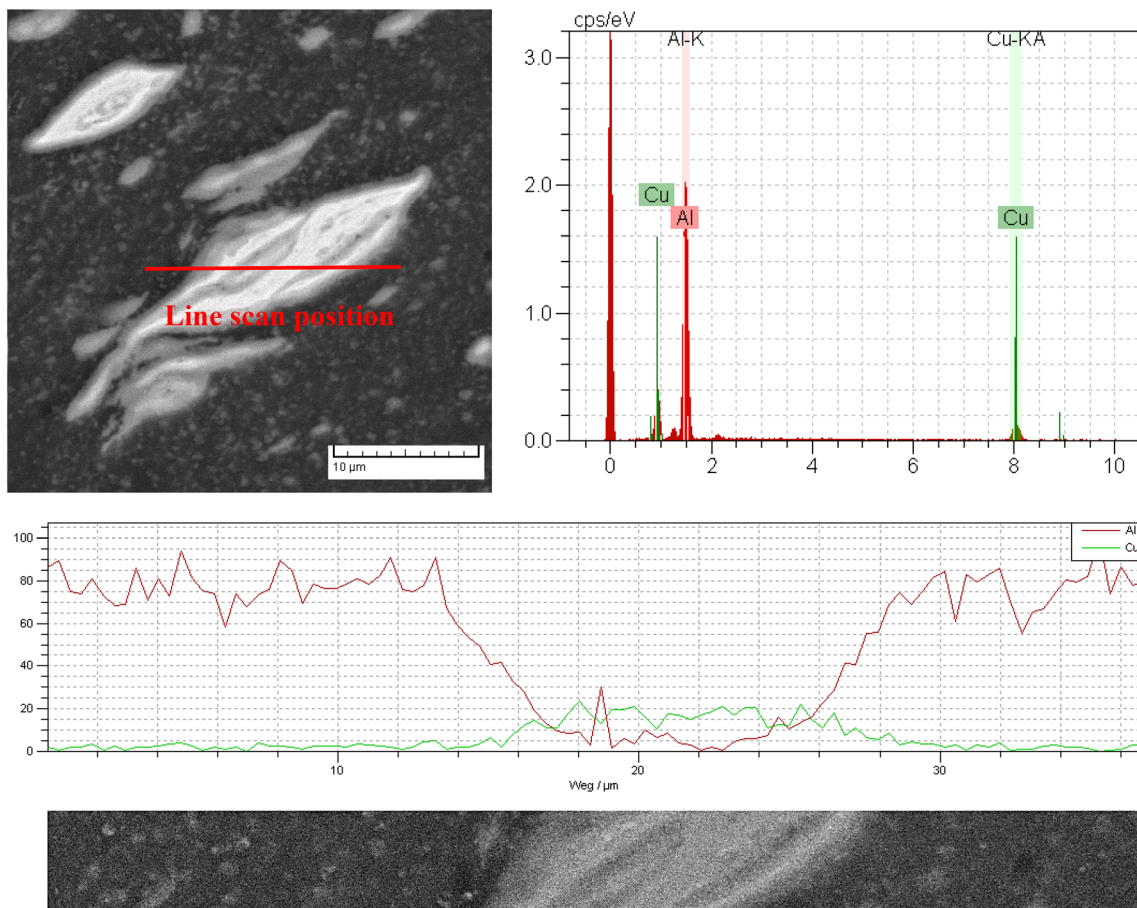 cps/eV
Al-K
Cu-KA
3.0
2.0
1.0
0.0
Cu
Al
Cu
0 2 4 6 8 10
Line scan position
10 µm
Al
Cu
100
80
60
40
20
0
10 20 30
Weg / µm